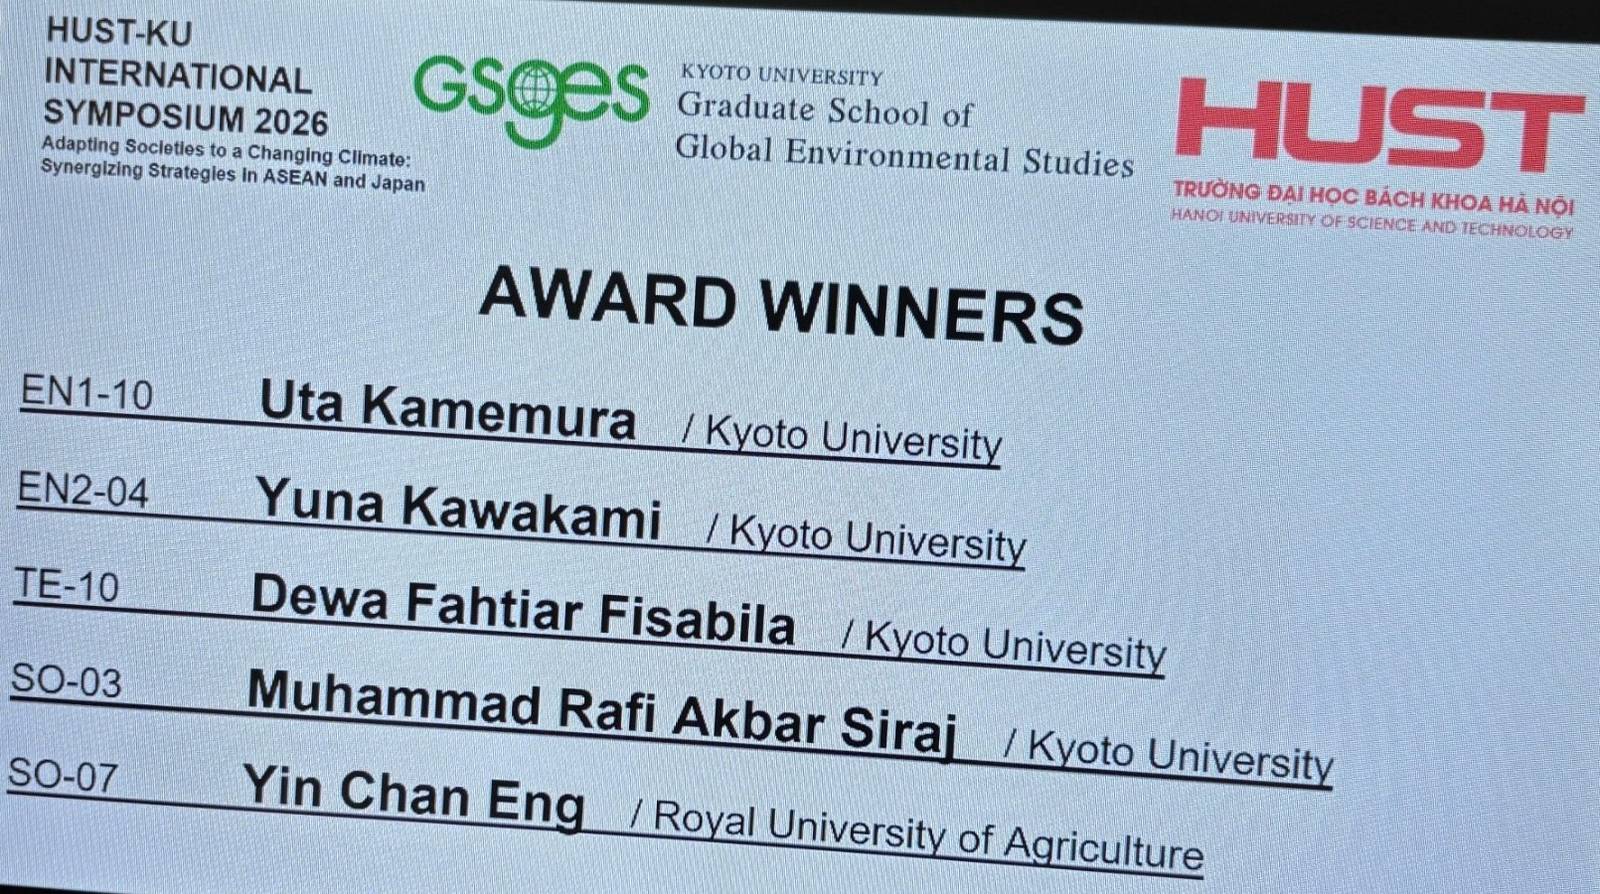 HUST-KU
INTERNATIONAL
SYMPOSIUM 2026
Adapting Societies to a Changing Climate:
Synergizing Strategies in ASEAN and Japan
GSges
KYOTO UNIVERSITY
Graduate School of
Global Environmental Studies
HUST
TRƯỜNG ĐẠI HỌC BÁCH KHOA HÀ NỘI
HANOI UNIVERSITY OF SCIENCE AND TECHNOLOGY
AWARD WINNERS
EN1-10 Uta Kamemura / Kyoto University
EN2-04 Yuna Kawakami / Kyoto University
TE-10 Dewa Fahtiar Fisabila / Kyoto University
SO-03 Muhammad Rafi Akbar Siraj / Kyoto University
SO-07 Yin Chan Eng / Royal University of Agriculture